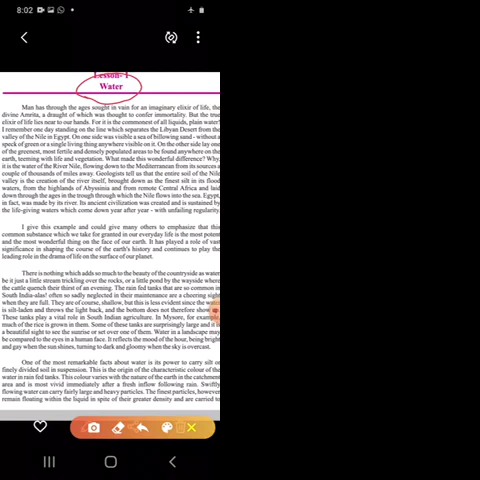 8:02
Lesson- 1
Water
Man has through the ages sought in vain for an imaginary elixir of life, the
divine Amrita, a draught of which was thought to confer immortality. But the true
elixir of life lies near to our hands. For it is the commonest of all liquids, plain water!
I remember one day standing on the line which separates the Libyan Desert from the
valley of the Nile in Egypt. On one side was visible a sea of billowing sand - without a
speck of green or a single living thing anywhere visible on it. On the other side lay one
of the greenest, most fertile and densely populated areas to be found anywhere on the
earth, teeming with life and vegetation. What made this wonderful difference? Why,
it is the water of the River Nile, flowing down to the Mediterranean from its sources a
couple of thousands of miles away. Geologists tell us that the entire soil of the Nile
valley is the creation of the river itself, brought down as the finest silt in its flood
waters, from the highlands of Abyssinia and from remote Central Africa and laid
down through the ages in the trough through which the Nile flows into the sea. Egypt,
in fact, was made by its river. Its ancient civilization was created and is sustained by
the life-giving waters which come down year after year - with unfailing regularity.
I give this example and could give many others to emphasize that this
common substance which we take for granted in our everyday life is the most potent
and the most wonderful thing on the face of our earth. It has played a role of vast
significance in shaping the course of the earth's history and continues to play the
leading role in the drama of life on the surface of our planet.
There is nothing which adds so much to the beauty of the countryside as water
be it just a little stream trickling over the rocks, or a little pond by the wayside where
the cattle quench their thirst of an evening. The rain fed tanks that are so common in
South India-alas! often so sadly neglected in their maintenance are a cheering sight
when they are full. They are of course, shallow, but this is less evident since the water
is silt-laden and throws the light back, and the bottom does not therefore show up.
These tanks play a vital role in South Indian agriculture. In Mysore, for example,
much of the rice is grown in them. Some of these tanks are surprisingly large and it is
a beautiful sight to see the sunrise or set over one of them. Water in a landscape may
be compared to the eyes in a human face. It reflects the mood of the hour, being bright
and gay when the sun shines, turning to dark and gloomy when the sky is overcast.
One of the most remarkable facts about water is its power to carry silt or
finely divided soil in suspension. This is the origin of the characteristic colour of the
water in rain fed tanks. This colour varies with the nature of the earth in the catchment
area and is most vivid immediately after a fresh inflow following rain. Swiftly
flowing water can carry fairly large and heavy particles. The finest particles, however
remain floating within the liquid in spite of their greater density and are carried to